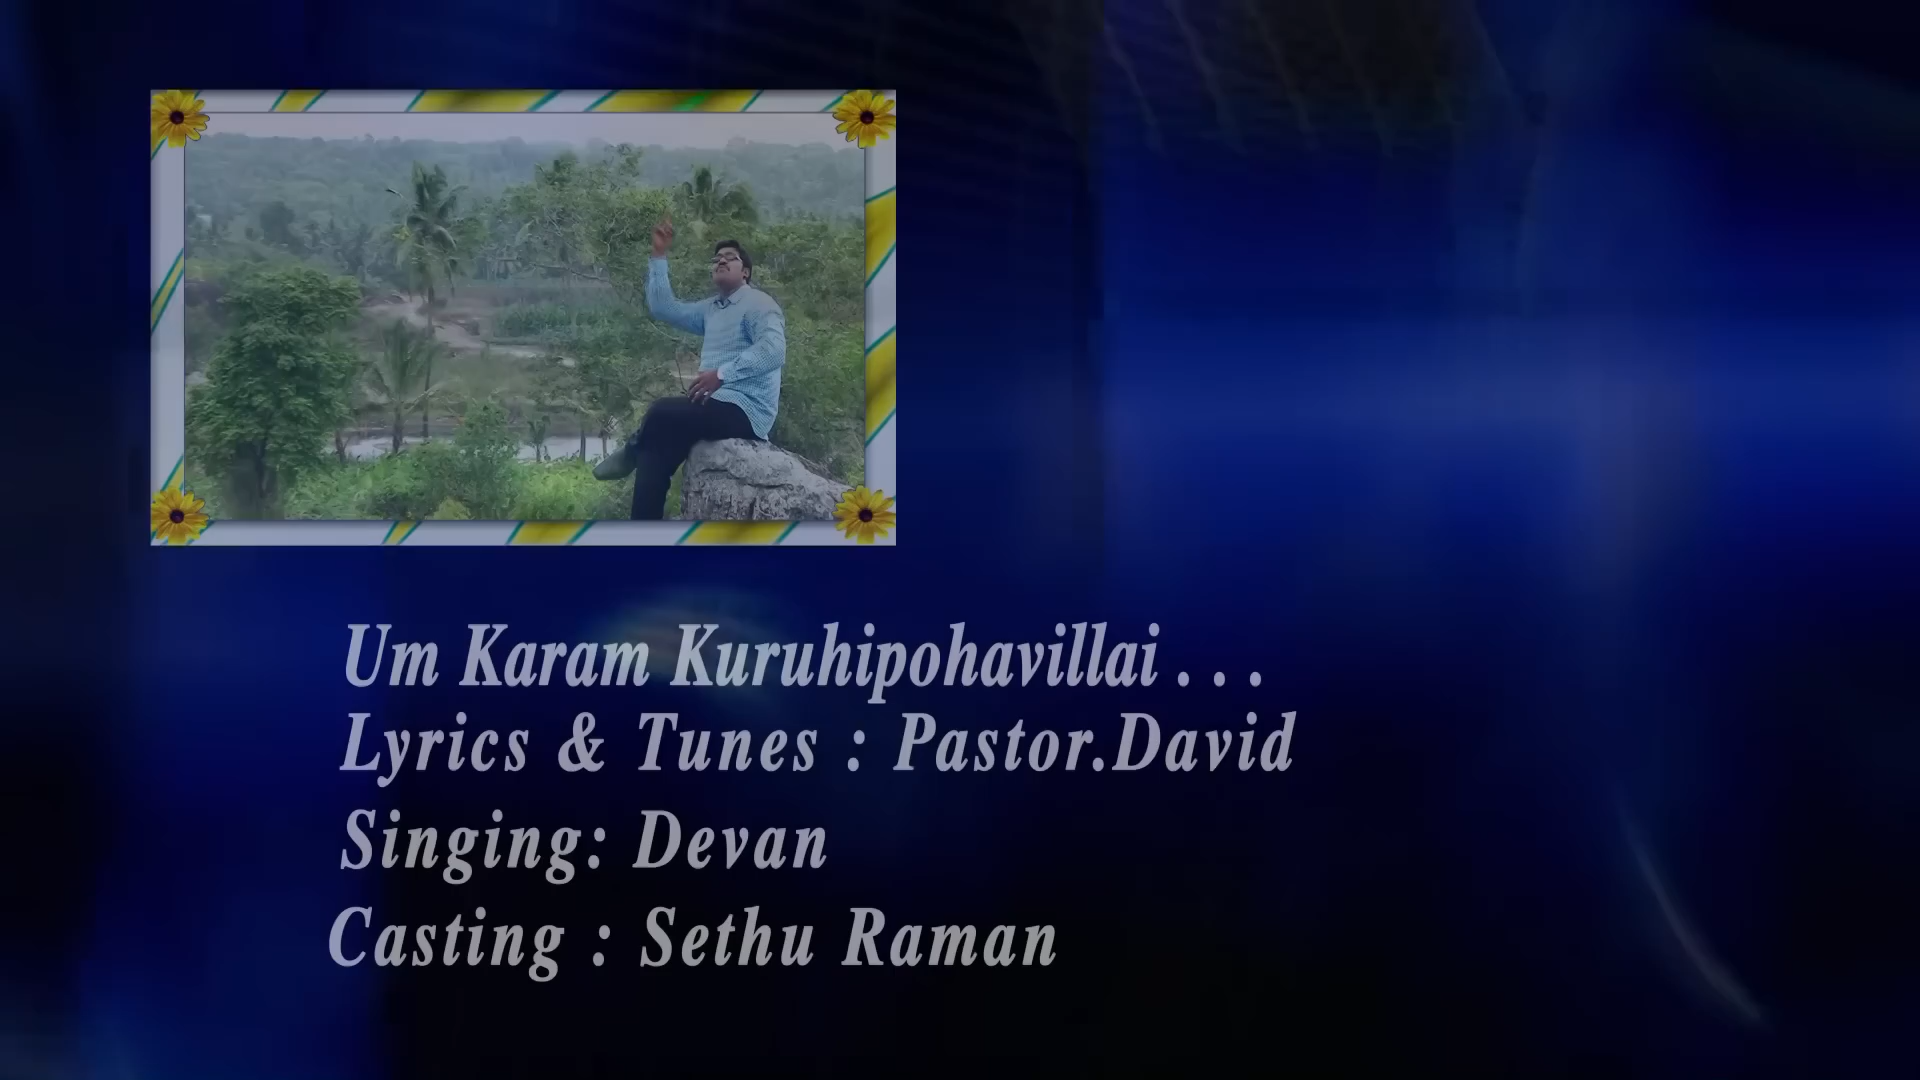 Um Karam Kuruhipohavillai . . .
Lyrics & Tunes : Pastor.David
Singing: Devan
Casting : Sethu Raman